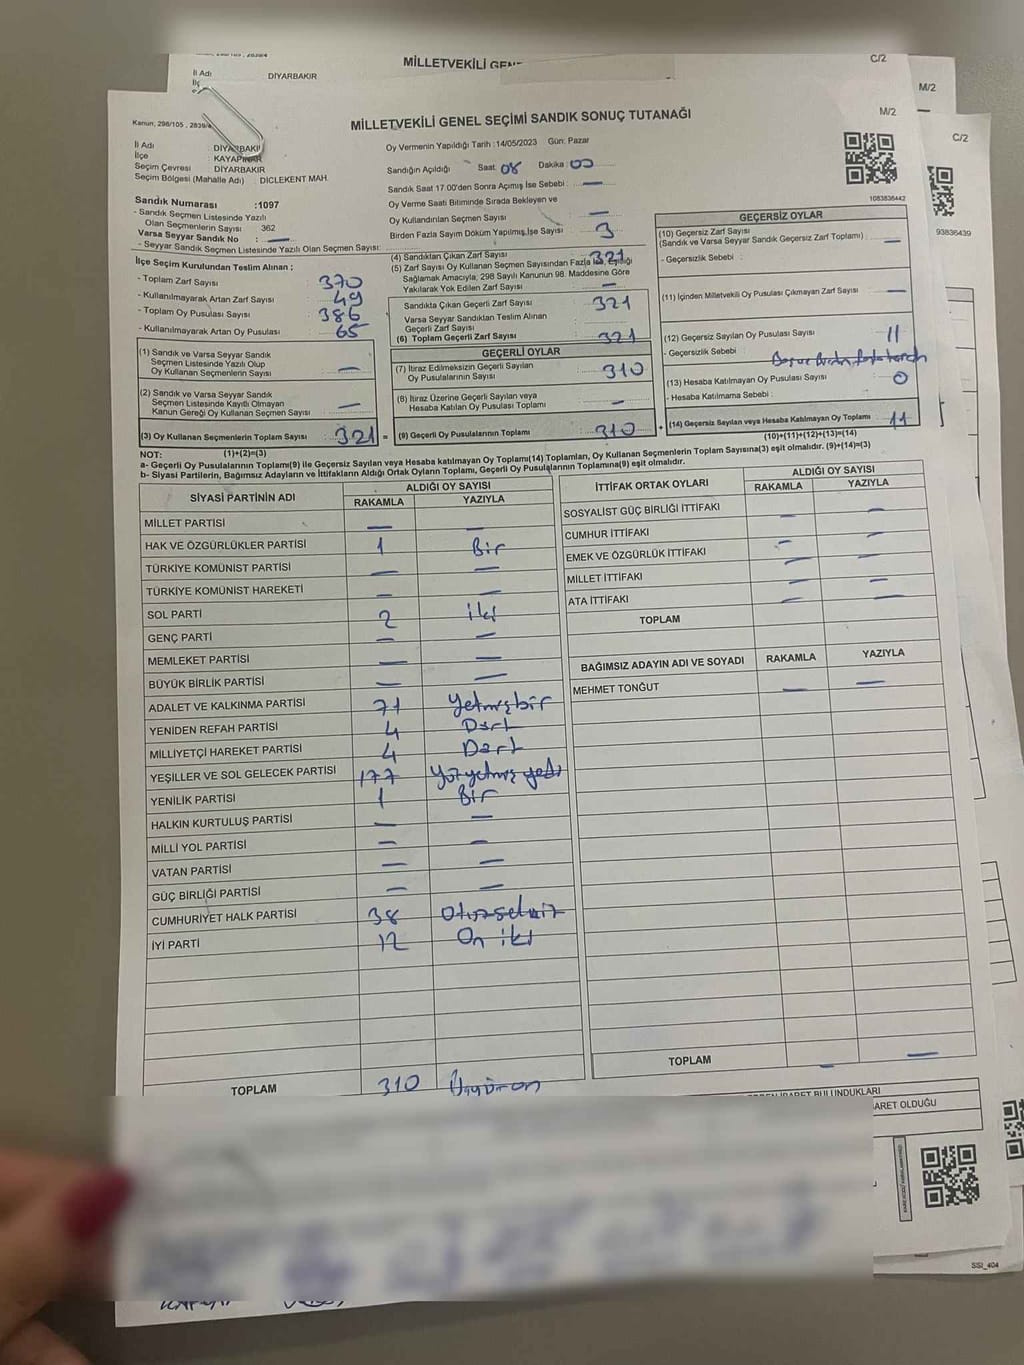 MİLLETVEKİLİ GEN
C/2
İl Adı
DİYARBAKIR
M/2
C/2
93836439
Kanun, 298/105 , 2839/4
MİLLETVEKİLİ GENEL SEÇİMİ SANDIK SONUÇ TUTANAĞI
M/2
İl Adı : DİYARBAKIR
İlçe : KAYAPINAR
Seçim Çevresi : DİYARBAKIR
Seçim Bölgesi (Mahalle Adı) : DİCLEKENT MAH.
Oy Vermenin Yapıldığı Tarih :14/05/2023 Gün: Pazar
Sandığın Açıldığı Saat: 08 Dakika: 00
Sandık Saat 17.00'den Sonra Açımış İse Sebebi : —
Oy Verme Saati Bitiminde Sırada Bekleyen ve
Oy Kullandırılan Seçmen Sayısı : —
Birden Fazla Sayım Döküm Yapılmış İse Sayısı : 3
1083836442
Sandık Numarası :1097
- Sandık Seçmen Listesinde Yazılı
Olan Seçmenlerin Sayısı 362
Varsa Seyyar Sandık No : —
- Seyyar Sandık Seçmen Listesinde Yazılı Olan Seçmen Sayısı:
İlçe Seçim Kurulundan Teslim Alınan ;
- Toplam Zarf Sayısı : 370
- Kullanılmayarak Artan Zarf Sayısı : 49
- Toplam Oy Pusulası Sayısı : 386
- Kullanılmayarak Artan Oy Pusulası : 65
(1) Sandık ve Varsa Seyyar Sandık
Seçmen Listesinde Yazılı Olup
Oy Kullanan Seçmenlerin Sayısı : —
(2) Sandık ve Varsa Seyyar Sandık
Seçmen Listesinde Kayıtlı Olmayan
Kanun Gereği Oy Kullanan Seçmen Sayısı : —
(3) Oy Kullanan Seçmenlerin Toplam Sayısı : 321 =
(4) Sandıktan Çıkan Zarf Sayısı : 321
(5) Zarf Sayısı Oy Kullanan Seçmen Sayısından Fazla İse, Eşitliği
Sağlamak Amacıyla, 298 Sayılı Kanunun 98. Maddesine Göre
Yakılarak Yok Edilen Zarf Sayısı : —
Sandıkta Çıkan Geçerli Zarf Sayısı : 321
Varsa Seyyar Sandıktan Teslim Alınan
Geçerli Zarf Sayısı
(6) Toplam Geçerli Zarf Sayısı : 321
GEÇERLİ OYLAR
(7) İtiraz Edilmeksizin Geçerli Sayılan
Oy Pusulalarının Sayısı : 310
(8) İtiraz Üzerine Geçerli Sayılan veya
Hesaba Katılan Oy Pusulası Toplamı : —
(9) Geçerli Oy Pusulalarının Toplamı : 310 +
GEÇERSİZ OYLAR
(10) Geçersiz Zarf Sayısı
(Sandık ve Varsa Seyyar Sandık Geçersiz Zarf Toplamı) : —
- Geçersizlik Sebebi :
(11) İçinden Milletvekili Oy Pusulası Çıkmayan Zarf Sayısı : —
(12) Geçersiz Sayılan Oy Pusulası Sayısı : 11
- Geçersizlik Sebebi :
(13) Hesaba Katılmayan Oy Pusulası Sayısı : 0
- Hesaba Katılmama Sebebi :
(14) Geçersiz Sayılan veya Hesaba Katılmayan Oy Toplamı : 11
NOT: (1)+(2)=(3)
(10)+(11)+(12)+(13)=(14)
a- Geçerli Oy Pusulalarının Toplamı(9) ile Geçersiz Sayılan veya Hesaba Katılmayan Oy Toplamı(14) Toplamları, Oy Kullanan Seçmenlerin Toplam Sayısına(3) eşit olmalıdır. (9)+(14)=(3)
b- Siyasi Partilerin, Bağımsız Adayların ve İttifakların Aldığı Ortak Oyların Toplamı, Geçerli Oy Pusulalarının Toplamına(9) eşit olmalıdır.
SİYASİ PARTİNİN ADI ALDIĞI OY SAYISI
RAKAMLA YAZIYLA
MİLLET PARTİSİ — —
HAK VE ÖZGÜRLÜKLER PARTİSİ 1 Bir
TÜRKİYE KOMÜNİST PARTİSİ — —
TÜRKİYE KOMÜNİST HAREKETİ — —
SOL PARTİ 2 iki
GENÇ PARTİ — —
MEMLEKET PARTİSİ — —
BÜYÜK BİRLİK PARTİSİ — —
ADALET VE KALKINMA PARTİSİ 71 Yetmişbir
YENİDEN REFAH PARTİSİ 4 Dört
MİLLİYETÇİ HAREKET PARTİSİ 4 Dört
YEŞİLLER VE SOL GELECEK PARTİSİ 177 Yüzyetmiş yedi
YENİLİK PARTİSİ 1 Bir
HALKIN KURTULUŞ PARTİSİ — —
MİLLİ YOL PARTİSİ — —
VATAN PARTİSİ — —
GÜÇ BİRLİĞİ PARTİSİ — —
CUMHURİYET HALK PARTİSİ 38 Otuzsekiz
İYİ PARTİ 12 On iki
TOPLAM 310 Üçyüzon
İTTİFAK ORTAK OYLARI ALDIĞI OY SAYISI
RAKAMLA YAZIYLA
SOSYALİST GÜÇ BİRLİĞİ İTTİFAKI — —
CUMHUR İTTİFAKI — —
EMEK VE ÖZGÜRLÜK İTTİFAKI — —
MİLLET İTTİFAKI — —
ATA İTTİFAKI — —
TOPLAM
BAĞIMSIZ ADAYIN ADI VE SOYADI RAKAMLA YAZIYLA
MEHMET TONĞUT — —
TOPLAM — —
BULUNDUKLARI
ARET OLDUĞU
SSİ_404